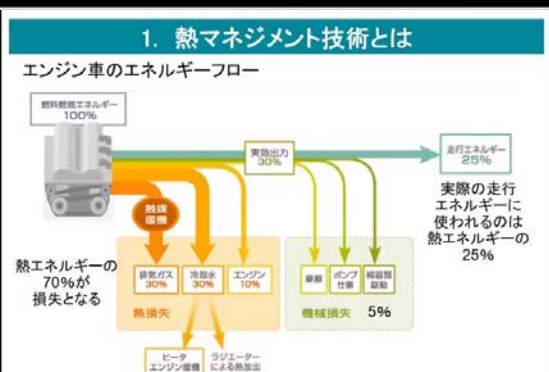 1. 熱マネジメント技術とは
エンジン車のエネルギーフロー
燃料燃焼エネルギー
100%
実効出力
30%
走行エネルギー
25%
実際の走行
エネルギーに
使われるのは
熱エネルギーの
25%
触媒
暖機
熱エネルギーの
70%が
損失となる
排気ガス
30%
冷却水
30%
エンジン
10%
熱損失
摩擦
ポンプ
仕事
補器類
駆動
機械損失 5%
ヒータ
エンジン暖機
ラジエーター
による熱放出